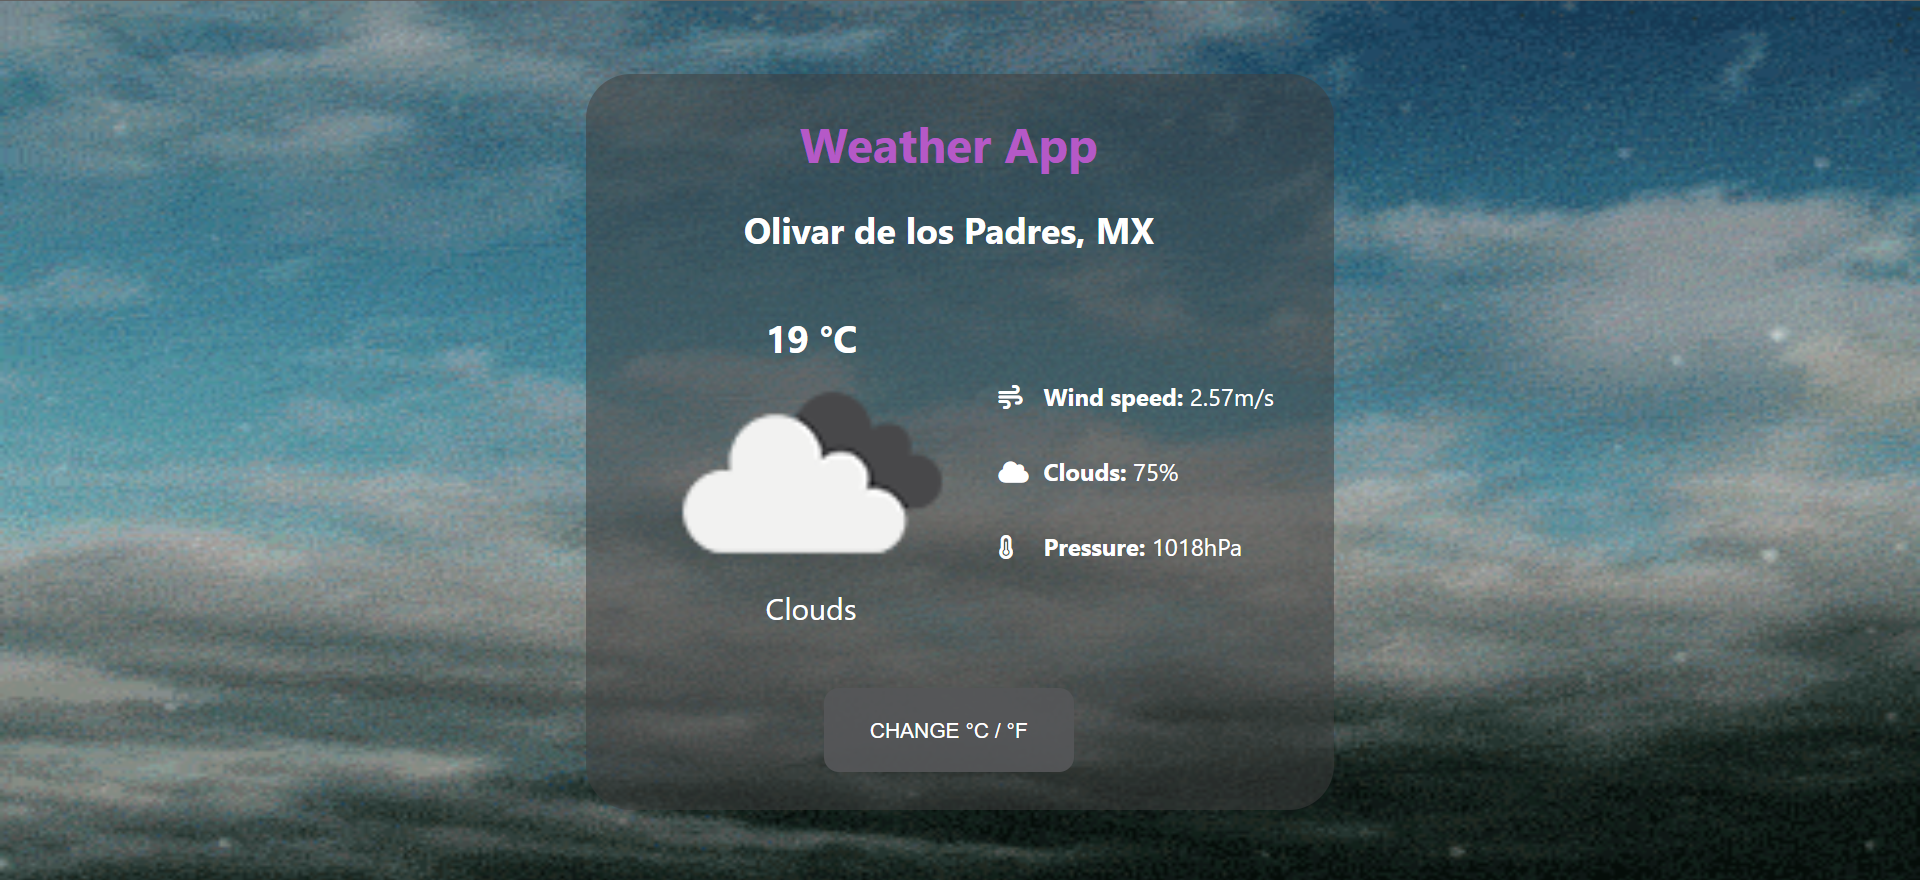 Weather App
Olivar de los Padres, MX
19 °C
Clouds
Wind speed: 2.57m/s
Clouds: 75%
Pressure: 1018hPa
CHANGE °C / °F